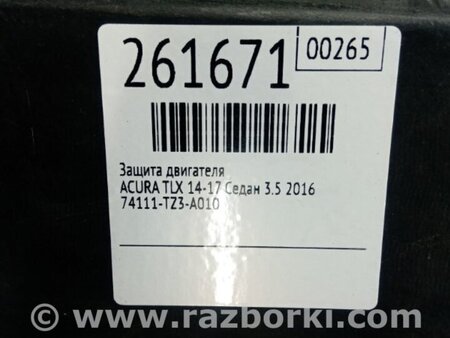 261671
00265
Защита двигателя
ACURA TLX 14-17 Седан 3.5 2016
74111-TZ3-A010
© www.razborki.com